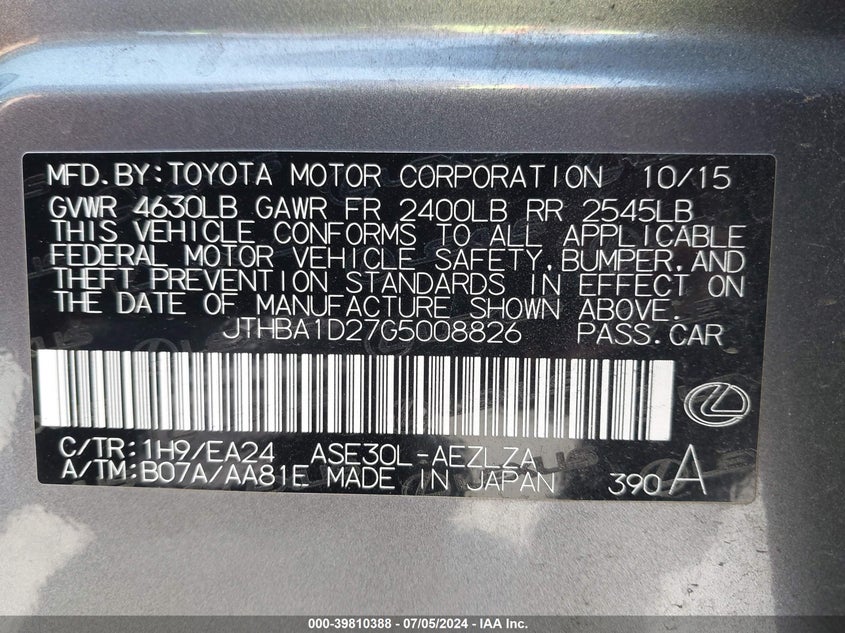 MFD.BY:TOYOTA MOTOR CORPORATION 10/15
GVWR 4630LB GAWR FR 2400LB RR 2545LB
THIS VEHICLE CONFORMS TO ALL APPLICABLE
FEDERAL MOTOR VEHICLE SAFETY,BUMPER,AND
THEFT PREVENTION STANDARDS IN EFFECT ON
THE DATE OF MANUFACTURE SHOWN ABOVE.
JTHBA1D27G5008826 PASS.CAR
C/TR:1H9/EA24 ASE30L-AEZLZA
A/TM:B07A/AA81E MADE IN JAPAN 390 A
000-39810388 - 07/05/2024 - IAA Inc.